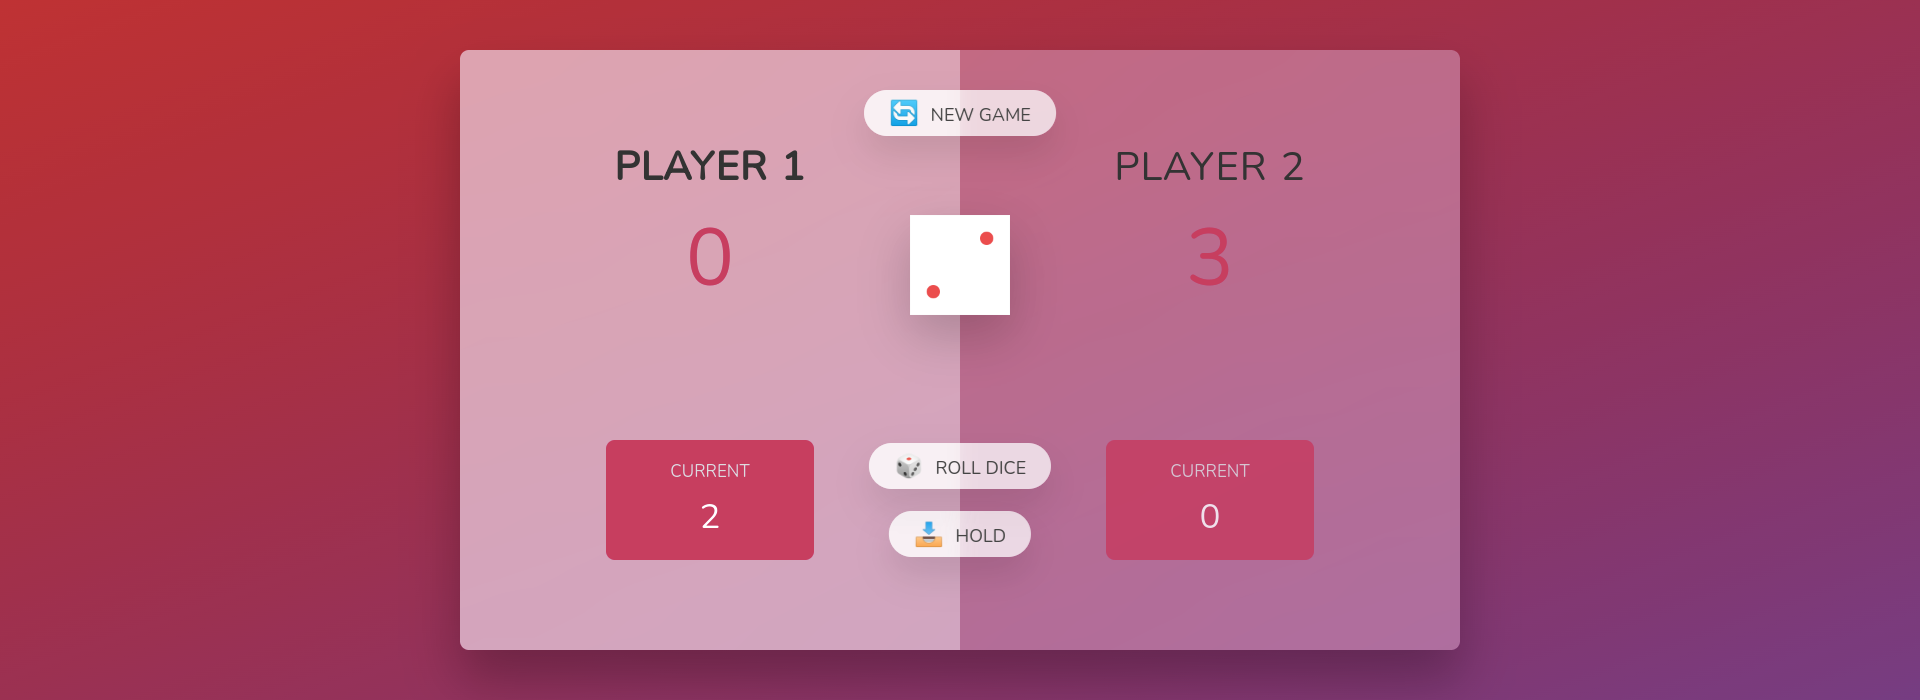 NEW GAME
PLAYER 1
0
PLAYER 2
3
CURRENT
2
ROLL DICE
HOLD
CURRENT
0